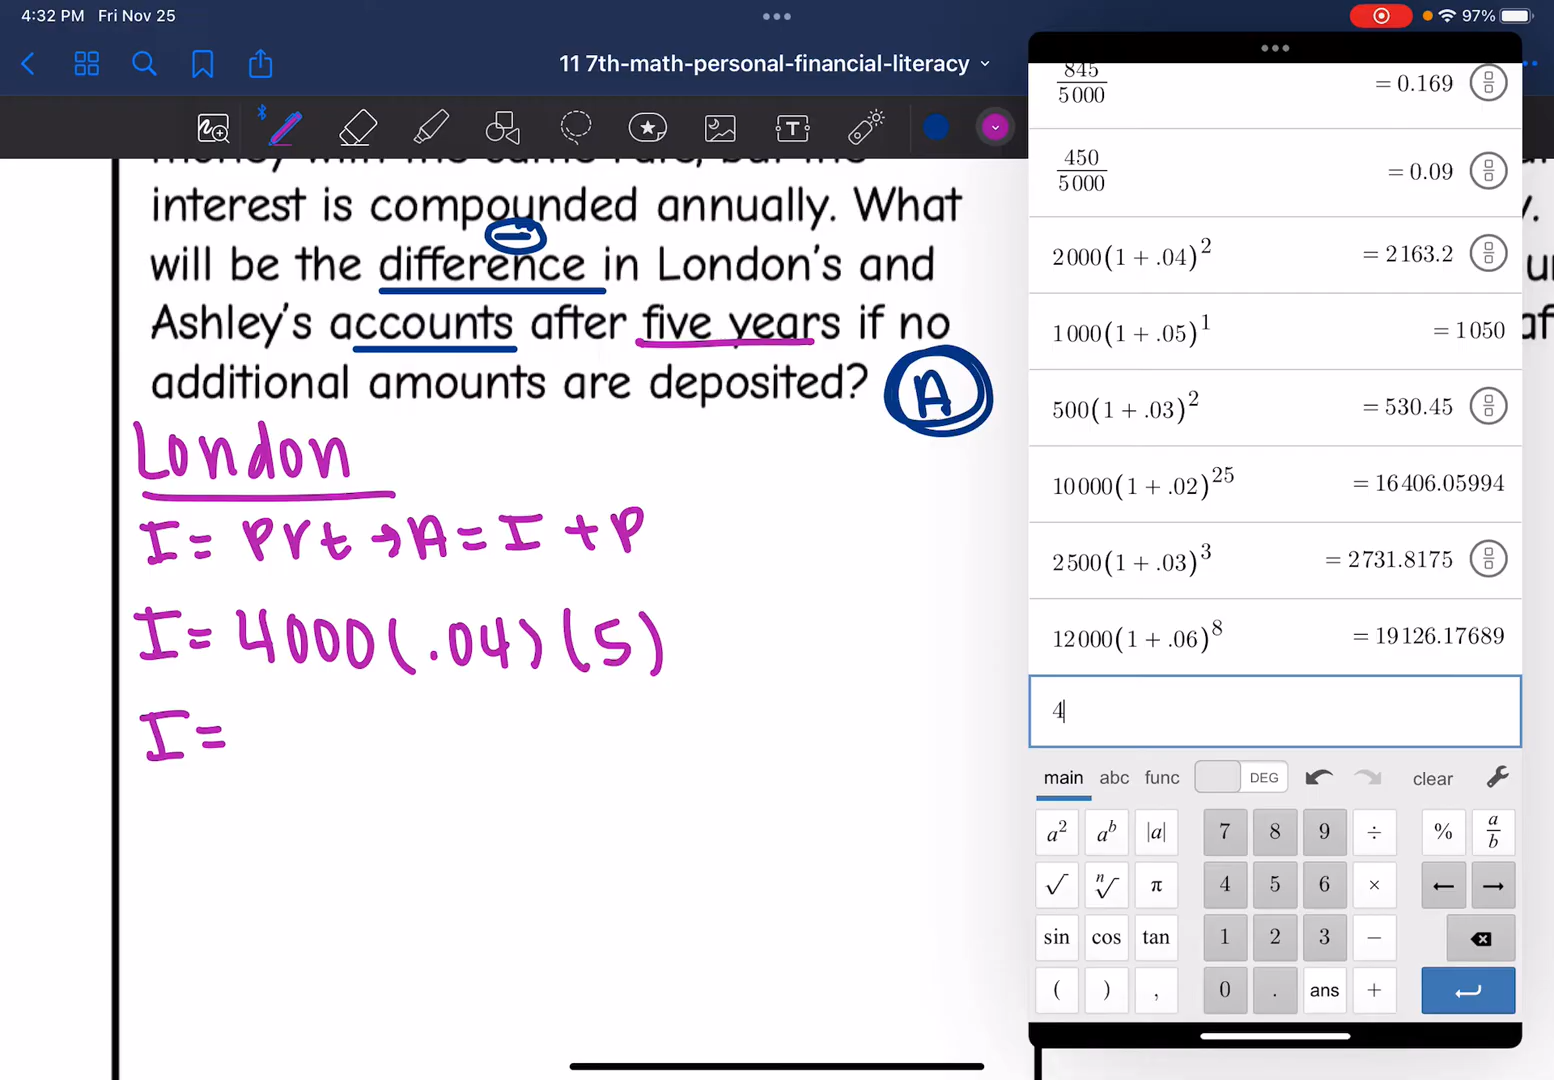 4:32 PM Fri Nov 25
97%
11 7th-math-personal-financial-literacy
T
interest is compounded annually. What
will be the difference in London's and
Ashley's accounts after five years if no
additional amounts are deposited?
A
London
I = Prt → A = I + P
I = 4000(.04)(5)
I =
845/5000 = 0.169
450/5000 = 0.09
2000(1 + .04)^2 = 2163.2
1000(1 + .05)^1 = 1050
500(1 + .03)^2 = 530.45
10000(1 + .02)^25 = 16406.05994
2500(1 + .03)^3 = 2731.8175
12000(1 + .06)^8 = 19126.17689
4
main abc func DEG clear
a^2 a^b |a| 7 8 9 ÷ % a/b
√ n√ π 4 5 6 × ← →
sin cos tan 1 2 3 −
( ) , 0 . ans +